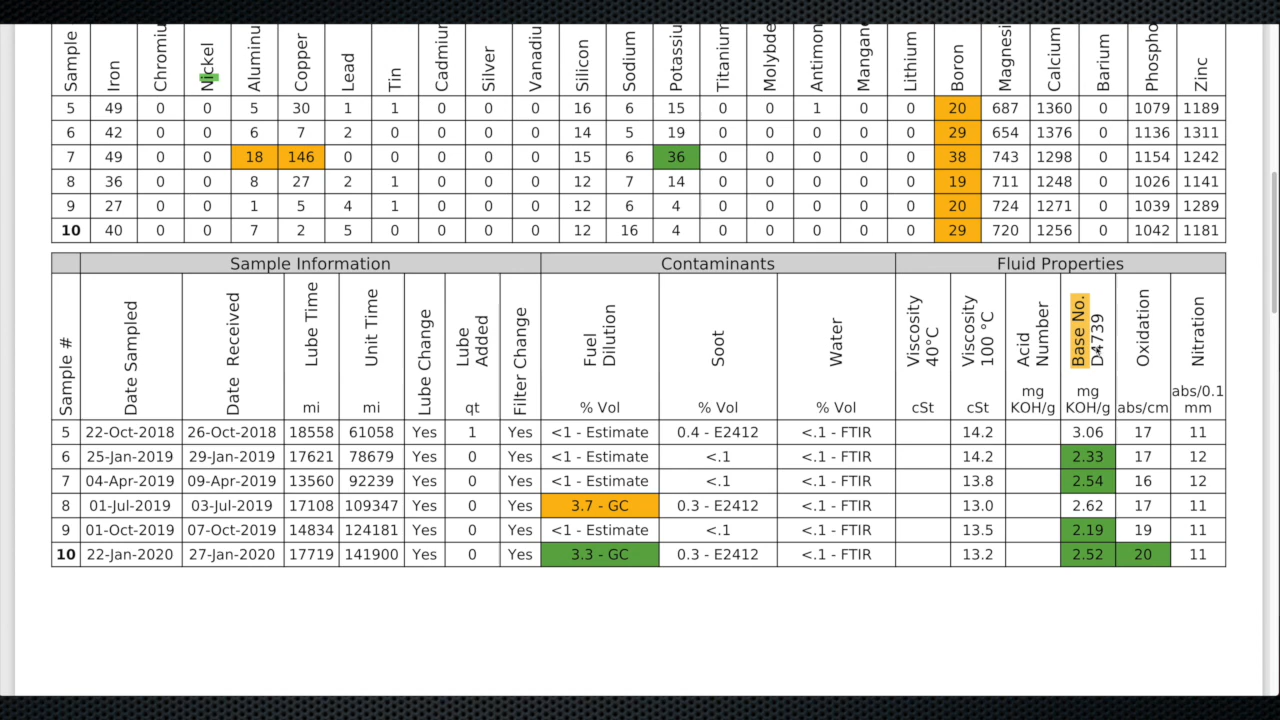 Sample Iron Chromiu Nickel Aluminu Copper Lead Tin Cadmiur Silver Vanadiu Silicon Sodium Potassiu Titanium Molybde Antimon Mangane Lithium Boron Magnesi Calcium Barium Phospho Zinc
5 49 0 0 5 30 1 1 0 0 0 16 6 15 0 0 1 0 0 20 687 1360 0 1079 1189
6 42 0 0 6 7 2 0 0 0 0 14 5 19 0 0 0 0 0 29 654 1376 0 1136 1311
7 49 0 0 18 146 0 0 0 0 0 15 6 36 0 0 0 0 0 38 743 1298 0 1154 1242
8 36 0 0 8 27 2 1 0 0 0 12 7 14 0 0 0 0 0 19 711 1248 0 1026 1141
9 27 0 0 1 5 4 1 0 0 0 12 6 4 0 0 0 0 0 20 724 1271 0 1039 1289
10 40 0 0 7 2 5 0 0 0 0 12 16 4 0 0 0 0 0 29 720 1256 0 1042 1181
Sample Information Contaminants Fluid Properties
Sample # Date Sampled Date Received Lube Time Unit Time Lube Change Lube Added Filter Change Fuel Dilution Soot Water Viscosity 40°C Viscosity 100 °C Acid Number Base No. D4739 Oxidation Nitration
mi mi qt % Vol % Vol % Vol cSt cSt mg KOH/g mg KOH/g abs/cm abs/0.1 mm
5 22-Oct-2018 26-Oct-2018 18558 61058 Yes 1 Yes <1 - Estimate 0.4 - E2412 <.1 - FTIR 14.2 3.06 17 11
6 25-Jan-2019 29-Jan-2019 17621 78679 Yes 0 Yes <1 - Estimate <.1 <.1 - FTIR 14.2 2.33 17 12
7 04-Apr-2019 09-Apr-2019 13560 92239 Yes 0 Yes <1 - Estimate <.1 <.1 - FTIR 13.8 2.54 16 12
8 01-Jul-2019 03-Jul-2019 17108 109347 Yes 0 Yes 3.7 - GC 0.3 - E2412 <.1 - FTIR 13.0 2.62 17 11
9 01-Oct-2019 07-Oct-2019 14834 124181 Yes 0 Yes <1 - Estimate <.1 <.1 - FTIR 13.5 2.19 19 11
10 22-Jan-2020 27-Jan-2020 17719 141900 Yes 0 Yes 3.3 - GC 0.3 - E2412 <.1 - FTIR 13.2 2.52 20 11